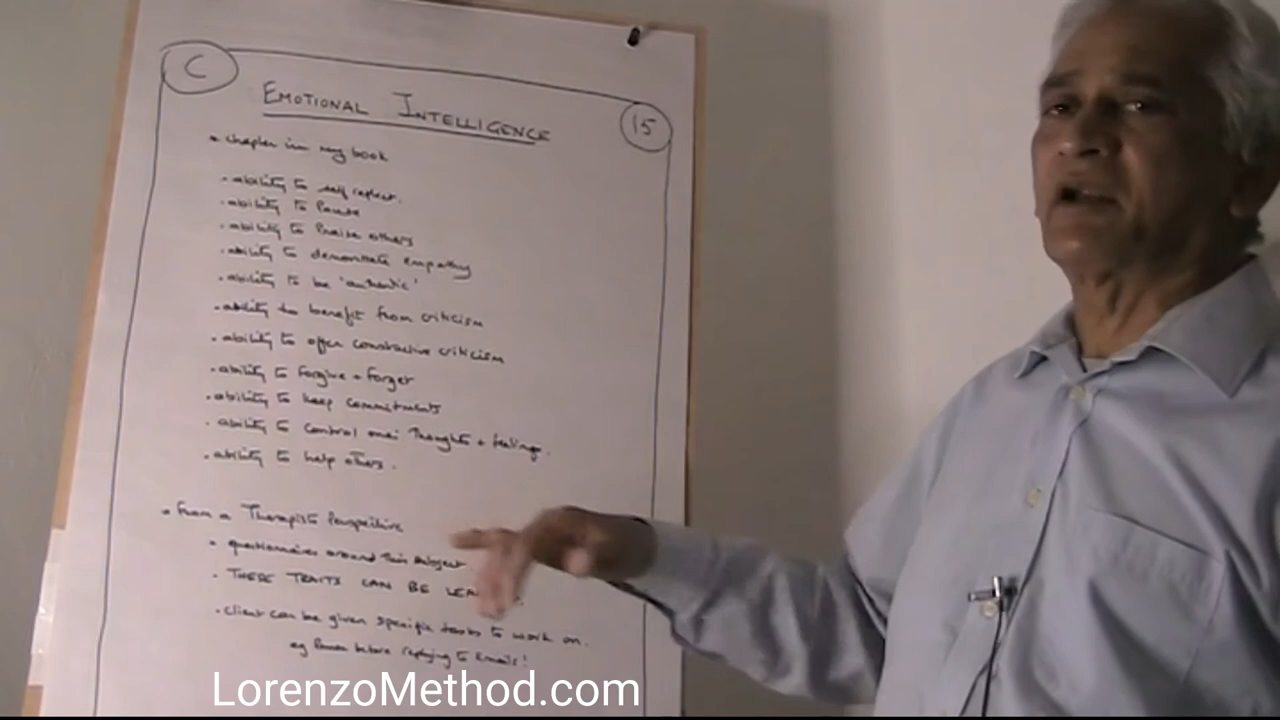 C
EMOTIONAL INTELLIGENCE
15
• chapter in my book
• ability to self reflect.
• ability to Pause
• ability to Praise others
• ability to demonstrate empathy
• ability to be 'authentic'
• ability to benefit from criticism
• ability to offer constructive criticism
• ability to forgive + forget
• ability to keep commitments
• ability to control ones Thoughts + feelings.
• ability to help others.
• From a Therapists Perspective
• questionnaires around this subject
• THESE TRAITS CAN BE LEA
• client can be given specific tasks to work on.
eg Pause before replying to Emails!
LorenzoMethod.com